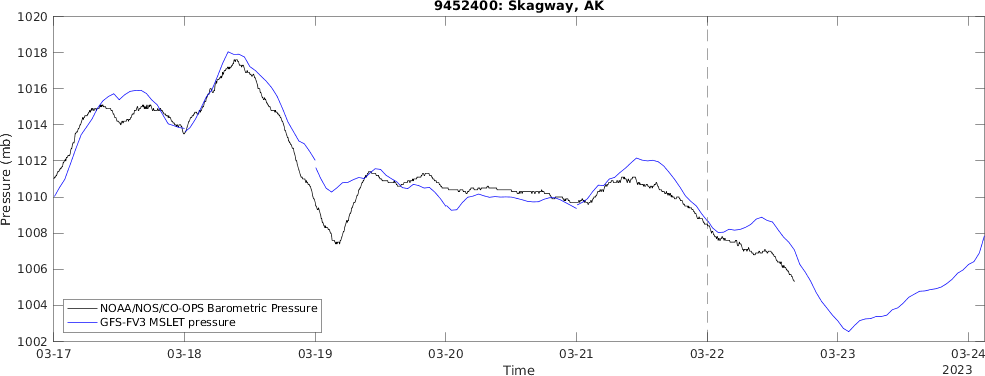 9452400: Skagway, AK
1020
1018
1016
1014
1012
1010
1008
1006
1004
1002
Pressure (mb)
NOAA/NOS/CO-OPS Barometric Pressure
GFS-FV3 MSLET pressure
03-17 03-18 03-19 03-20 03-21 03-22 03-23 03-24
Time
2023